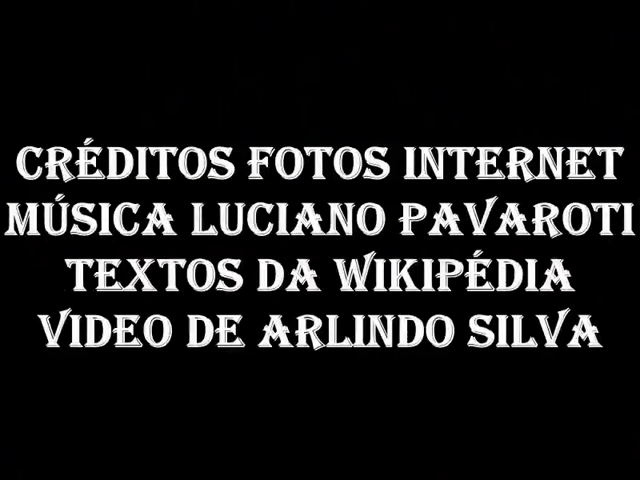 CRÉDITOS FOTOS INTERNET
MÚSICA LUCIANO PAVAROTI
TEXTOS DA WIKIPÉDIA
VIDEO DE ARLINDO SILVA